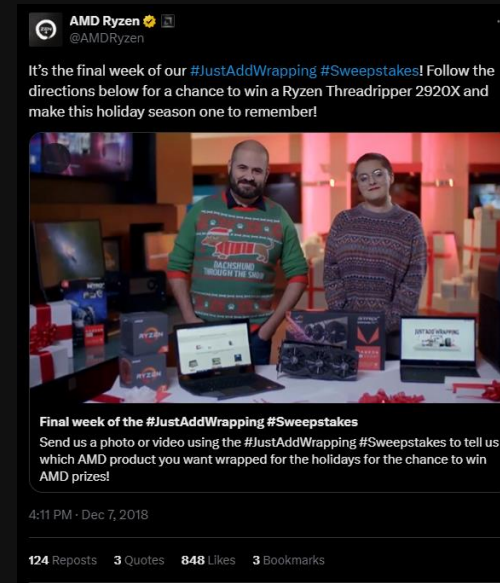 AMD Ryzen
@AMDRyzen
It's the final week of our #JustAddWrapping #Sweepstakes! Follow the
directions below for a chance to win a Ryzen Threadripper 2920X and
make this holiday season one to remember!
DACHSHUND
THROUGH THE SNOW
RYZEN
RYZEN
JUST ADD WRAPPING
Final week of the #JustAddWrapping #Sweepstakes
Send us a photo or video using the #JustAddWrapping #Sweepstakes to tell us
which AMD product you want wrapped for the holidays for the chance to win
AMD prizes!
4:11 PM · Dec 7, 2018
124 Reposts 3 Quotes 848 Likes 3 Bookmarks